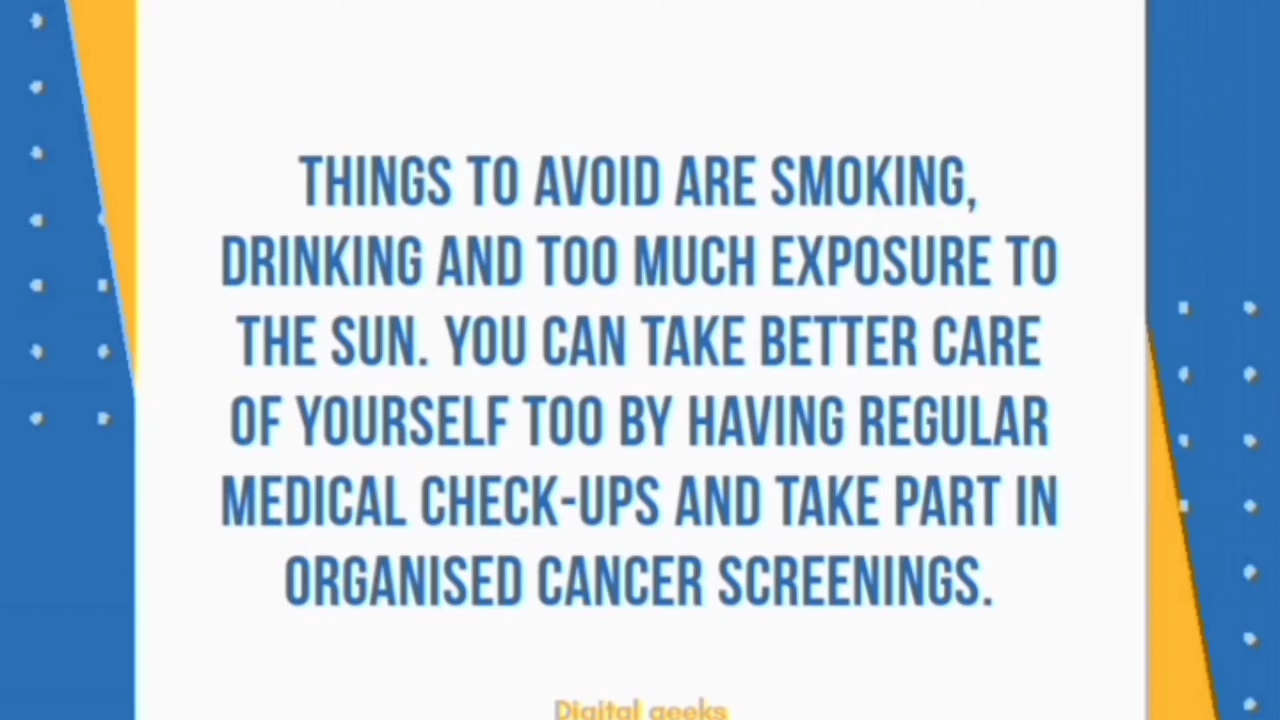 THINGS TO AVOID ARE SMOKING,
DRINKING AND TOO MUCH EXPOSURE TO
THE SUN. YOU CAN TAKE BETTER CARE
OF YOURSELF TOO BY HAVING REGULAR
MEDICAL CHECK-UPS AND TAKE PART IN
ORGANISED CANCER SCREENINGS.
Digital geeks